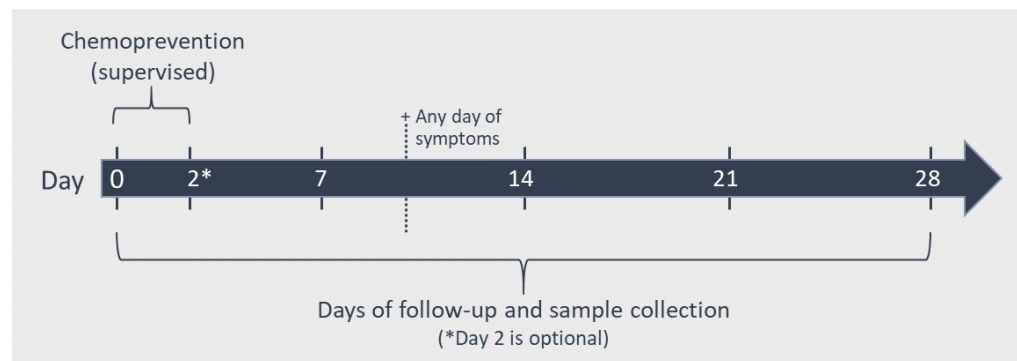 Chemoprevention
(supervised)
+ Any day of
symptoms
Day 0 2* 7 14 21 28
Days of follow-up and sample collection
(*Day 2 is optional)